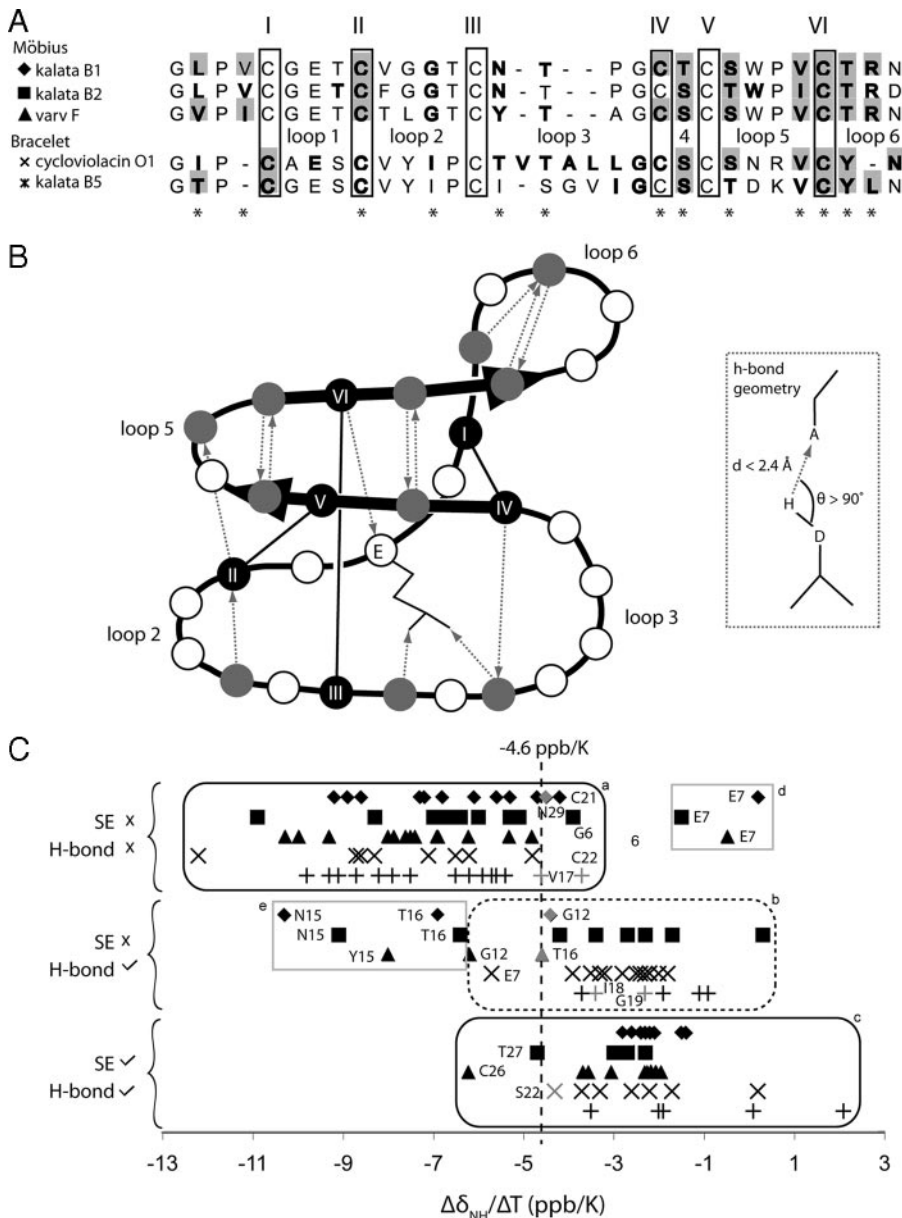 A
I II III IV V VI
Möbius
◆ kalata B1
■ kalata B2
▲ varv F
Bracelet
× cycloviolacin O1
ж kalata B5
G L P V C G E T C V G G T C N - T - - P G C T C S W P V C T R N
G L P V C G E T C F G G T C N - T - - P G C S C T W P I C T R D
G V P I C G E T C T L G T C Y - T - - A G C S C S W P V C T R N
loop 1 loop 2 loop 3 4 loop 5 loop 6
G I P - C A E S C V Y I P C T V T A L L G C S C S N R V C Y - N
G T P - C G E S C V Y I P C I - S G V I G C S C T D K V C Y L N
* * * * * * * * * * * * *
B
loop 6
loop 5
VI
I
V
IV
E
II
loop 2
loop 3
III
h-bond
geometry
A
d < 2.4 Å
H
θ > 90°
D
C
-4.6 ppb/K
SE x
H-bond x
a
C21
N29
G6
C22
V17
6
d
E7
E7
E7
SE x
H-bond ✓
e
N15
T16
N15
T16
Y15
G12
b
G12
T16
E7
I18
G19
SE ✓
H-bond ✓
c
T27
C26
S22
-13 -11 -9 -7 -5 -3 -1 1 3
Δδ_NH/ΔT (ppb/K)